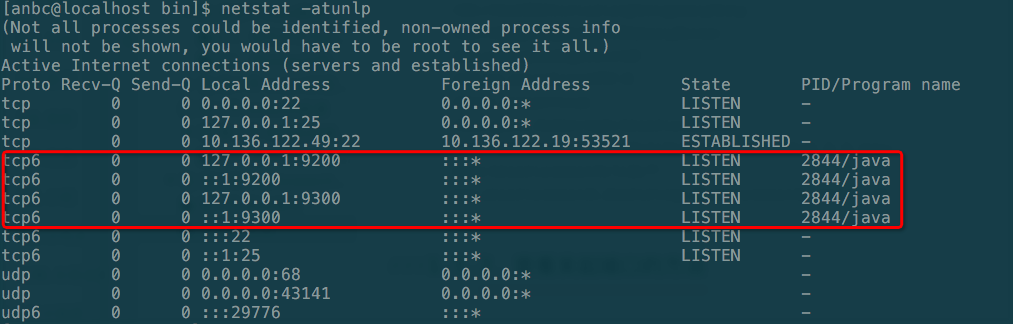 [anbc@localhost bin]$ netstat -atunlp
(Not all processes could be identified, non-owned process info
 will not be shown, you would have to be root to see it all.)
Active Internet connections (servers and established)
Proto Recv-Q Send-Q Local Address           Foreign Address         State       PID/Program name
tcp        0      0 0.0.0.0:22              0.0.0.0:*               LISTEN      -
tcp        0      0 127.0.0.1:25            0.0.0.0:*               LISTEN      -
tcp        0      0 10.136.122.49:22        10.136.122.19:53521     ESTABLISHED -
tcp6       0      0 127.0.0.1:9200          :::*                    LISTEN      2844/java
tcp6       0      0 ::1:9200                :::*                    LISTEN      2844/java
tcp6       0      0 127.0.0.1:9300          :::*                    LISTEN      2844/java
tcp6       0      0 ::1:9300                :::*                    LISTEN      2844/java
tcp6       0      0 :::22                   :::*                    LISTEN      -
tcp6       0      0 ::1:25                  :::*                    LISTEN      -
udp        0      0 0.0.0.0:68              0.0.0.0:*                           -
udp        0      0 0.0.0.0:43141           0.0.0.0:*                           -
udp6       0      0 :::29776                :::*                                -